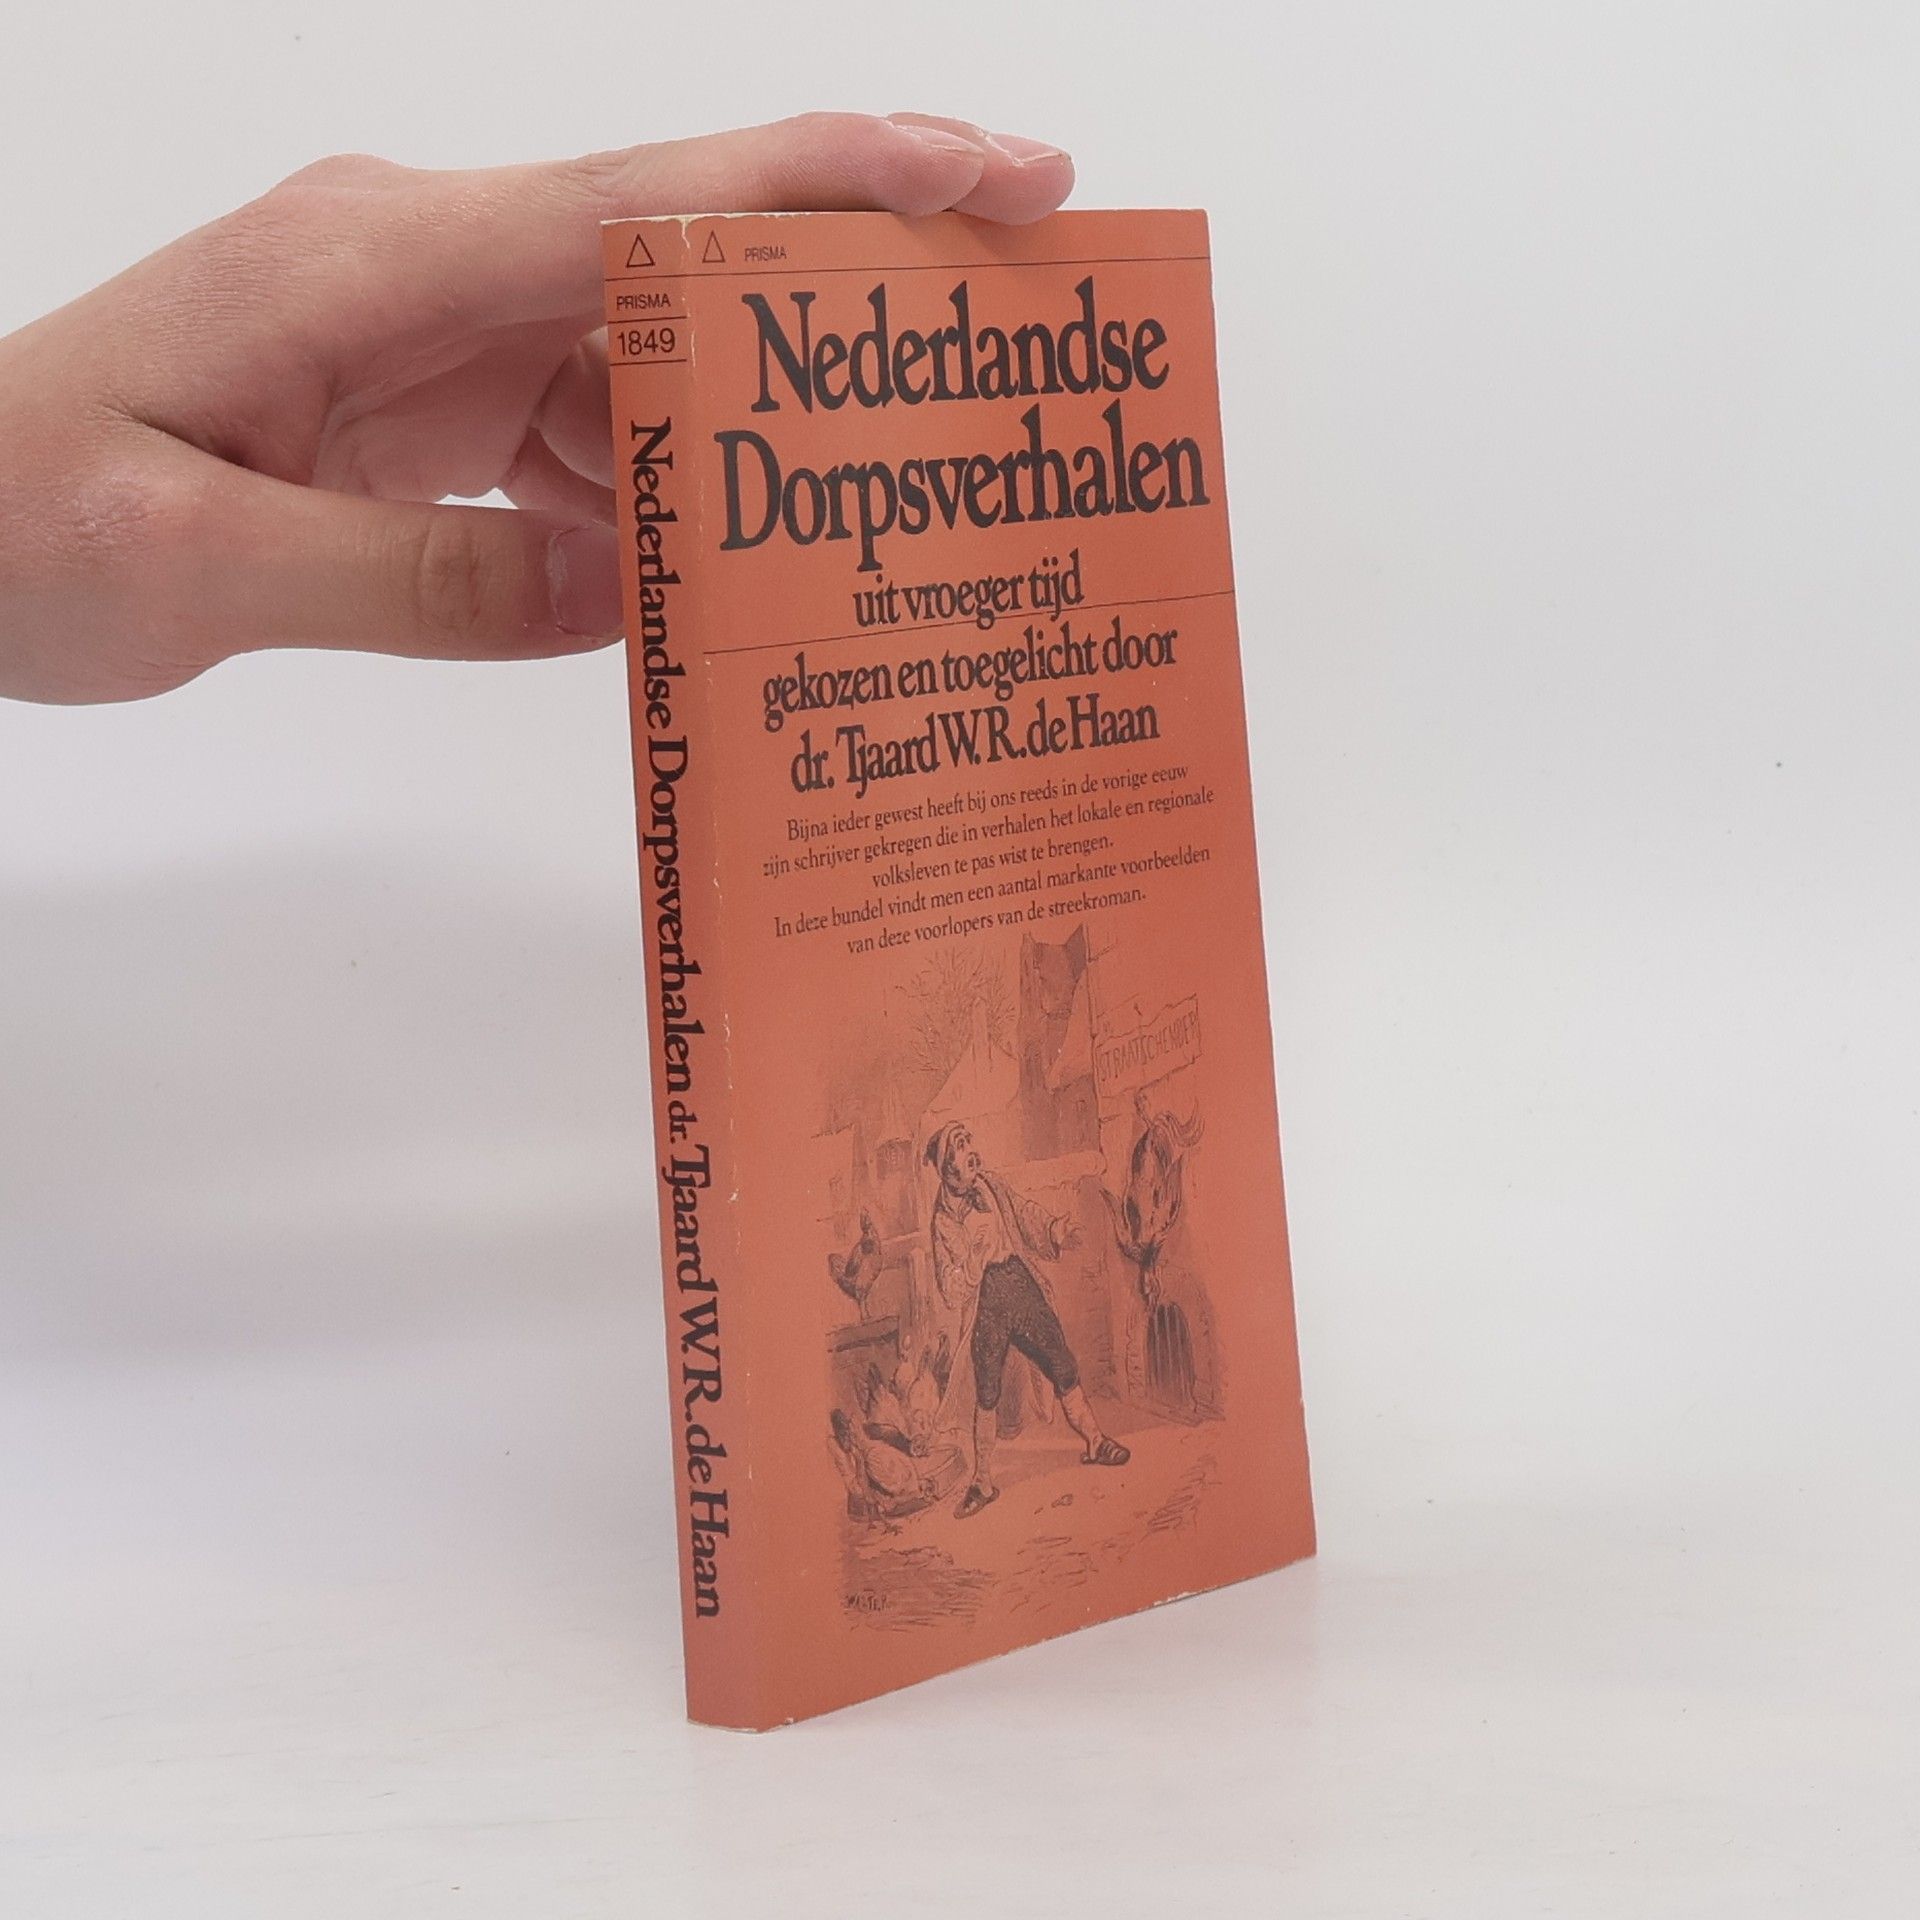 PRISMA
1849
Nederlandse Dorpsverhalen dr. Tjaard W.R. de Haan
PRISMA
Nederlandse
Dorpsverhalen
uit vroeger tijd
gekozen en toegelicht door
dr. Tjaard W.R. de Haan
Bijna ieder gewest heeft bij ons reeds in de vorige eeuw
zijn schrijver gekregen die in verhalen het lokale en regionale
volksleven te pas wist te brengen.
In deze bundel vindt men een aantal markante voorbeelden
van deze voorlopers van de streekroman.
STRAATSCHENDER